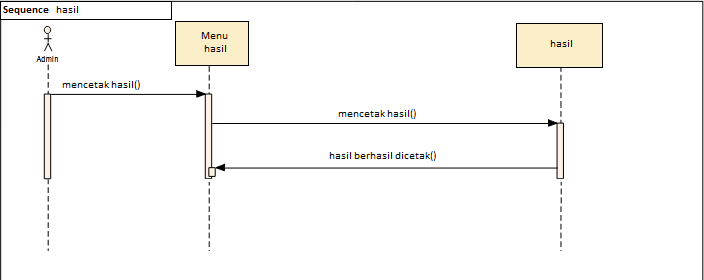 Sequence hasil
Admin
Menu
hasil
hasil
mencetak hasil()
mencetak hasil()
hasil berhasil dicetak()